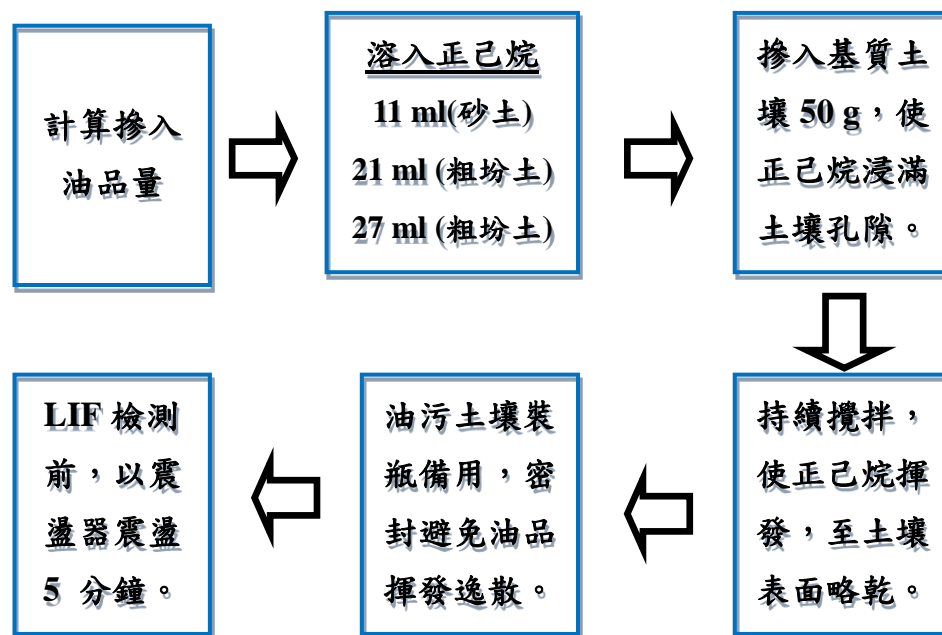 計算摻入
油品量
溶入正己烷
11 ml(砂土)
21 ml (粗坋土)
27 ml (粗坋土)
摻入基質土
壤 50 g，使
正己烷浸滿
土壤孔隙。
持續攪拌，
使正己烷揮
發，至土壤
表面略乾。
油污土壤裝
瓶備用，密
封避免油品
揮發逸散。
LIF 檢測
前，以震
盪器震盪
5 分鐘。